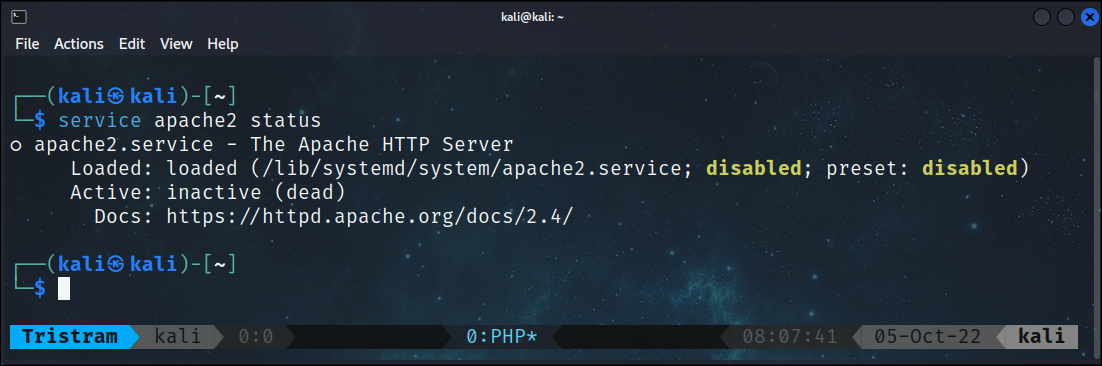 kali@kali: ~
File Actions Edit View Help
┌──(kali㉿kali)-[~]
└─$ service apache2 status
○ apache2.service - The Apache HTTP Server
Loaded: loaded (/lib/systemd/system/apache2.service; disabled; preset: disabled)
Active: inactive (dead)
Docs: https://httpd.apache.org/docs/2.4/
┌──(kali㉿kali)-[~]
└─$
Tristram kali 0:0 0:PHP* 08:07:41 05-Oct-22 kali